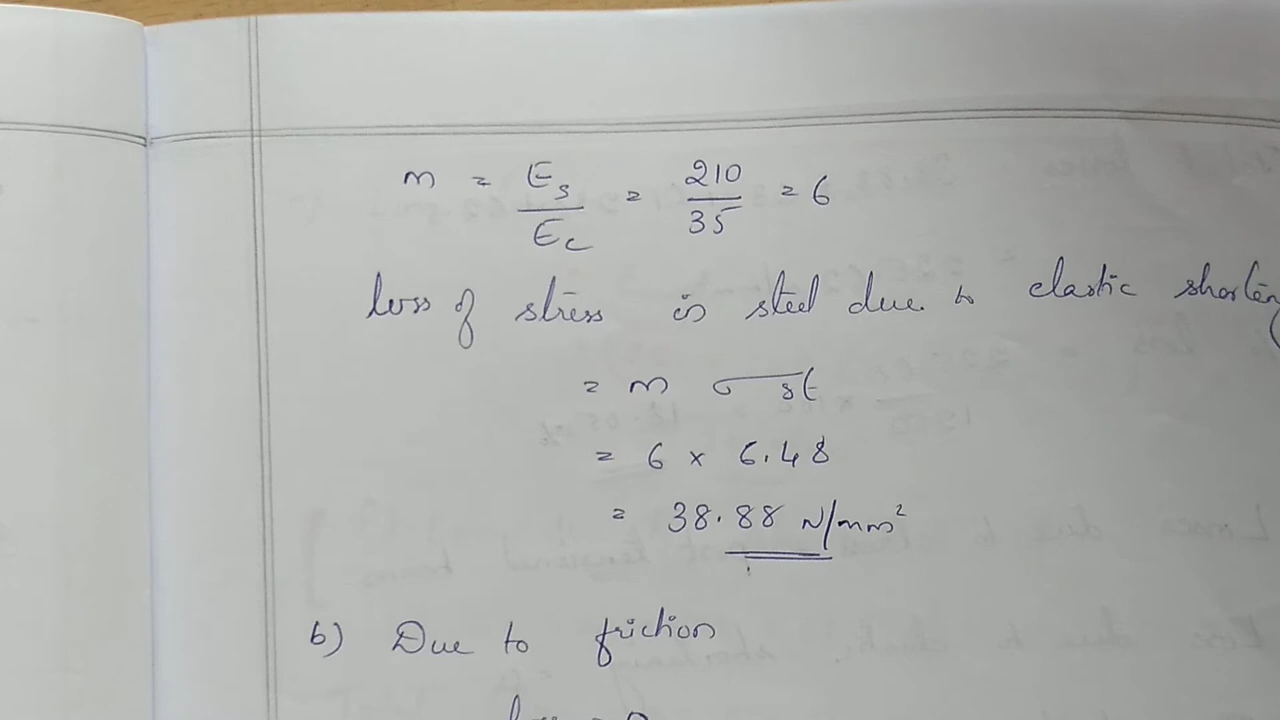 m = Es/Ec = 210/35 = 6
loss of stress in steel due to elastic shorten
= m σ st
= 6 x 6.48
= 38.88 N/mm²
b) Due to friction